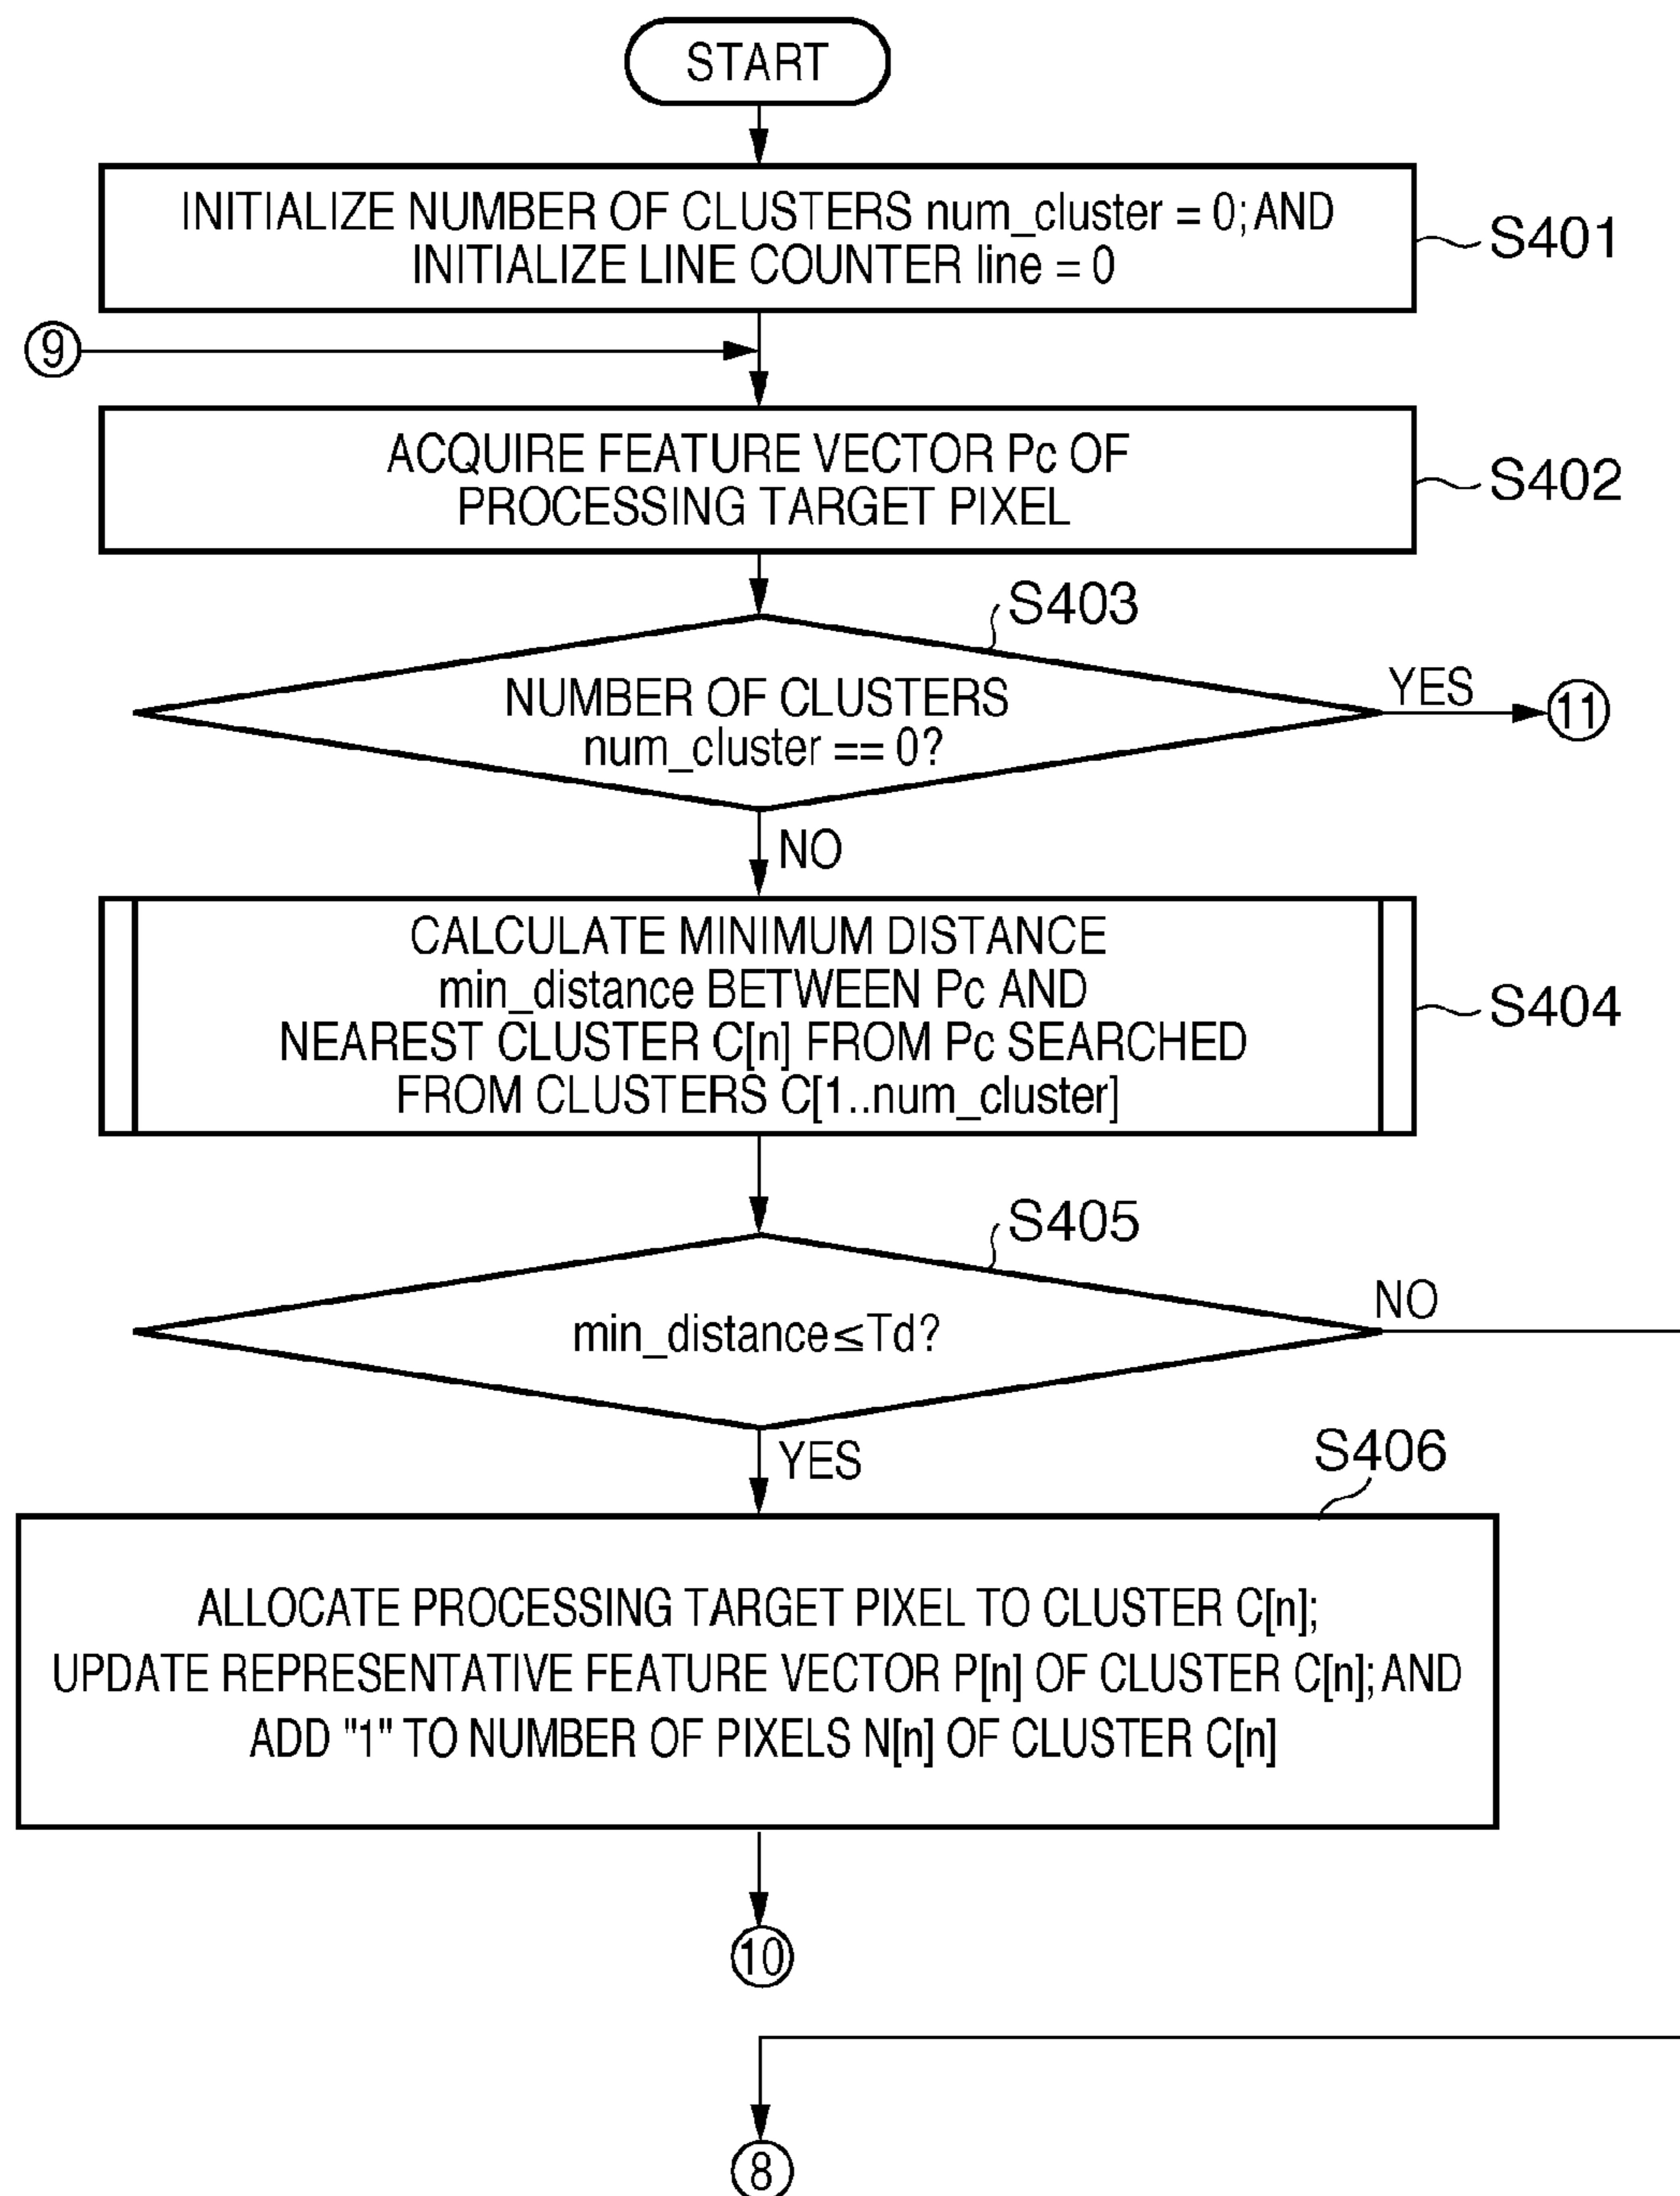 START
INITIALIZE NUMBER OF CLUSTERS num_cluster = 0; AND
INITIALIZE LINE COUNTER line = 0
S401
9
ACQUIRE FEATURE VECTOR Pc OF
PROCESSING TARGET PIXEL
S402
S403
NUMBER OF CLUSTERS
num_cluster == 0?
YES
11
NO
CALCULATE MINIMUM DISTANCE
min_distance BETWEEN Pc AND
NEAREST CLUSTER C[n] FROM Pc SEARCHED
FROM CLUSTERS C[1..num_cluster]
S404
S405
min_distance≤Td?
NO
YES
S406
ALLOCATE PROCESSING TARGET PIXEL TO CLUSTER C[n];
UPDATE REPRESENTATIVE FEATURE VECTOR P[n] OF CLUSTER C[n]; AND
ADD "1" TO NUMBER OF PIXELS N[n] OF CLUSTER C[n]
10
8